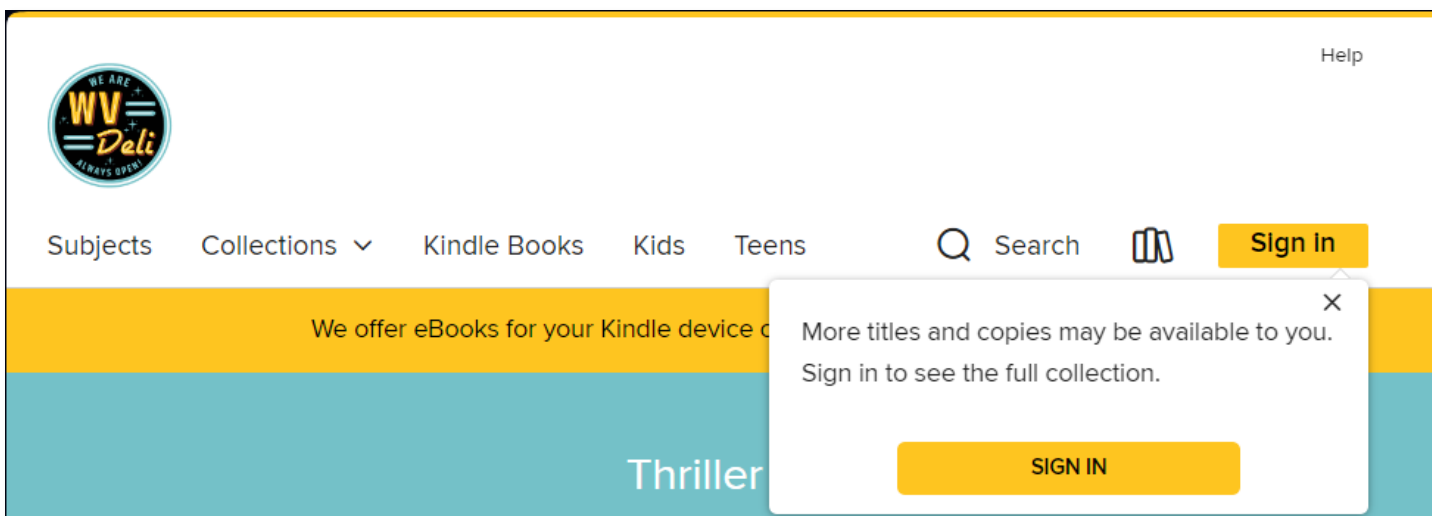 Help
WE ARE
WV
Deli
ALWAYS OPEN!
Subjects Collections Kindle Books Kids Teens Search Sign in
We offer eBooks for your Kindle device
More titles and copies may be available to you.
Sign in to see the full collection.
SIGN IN
Thriller